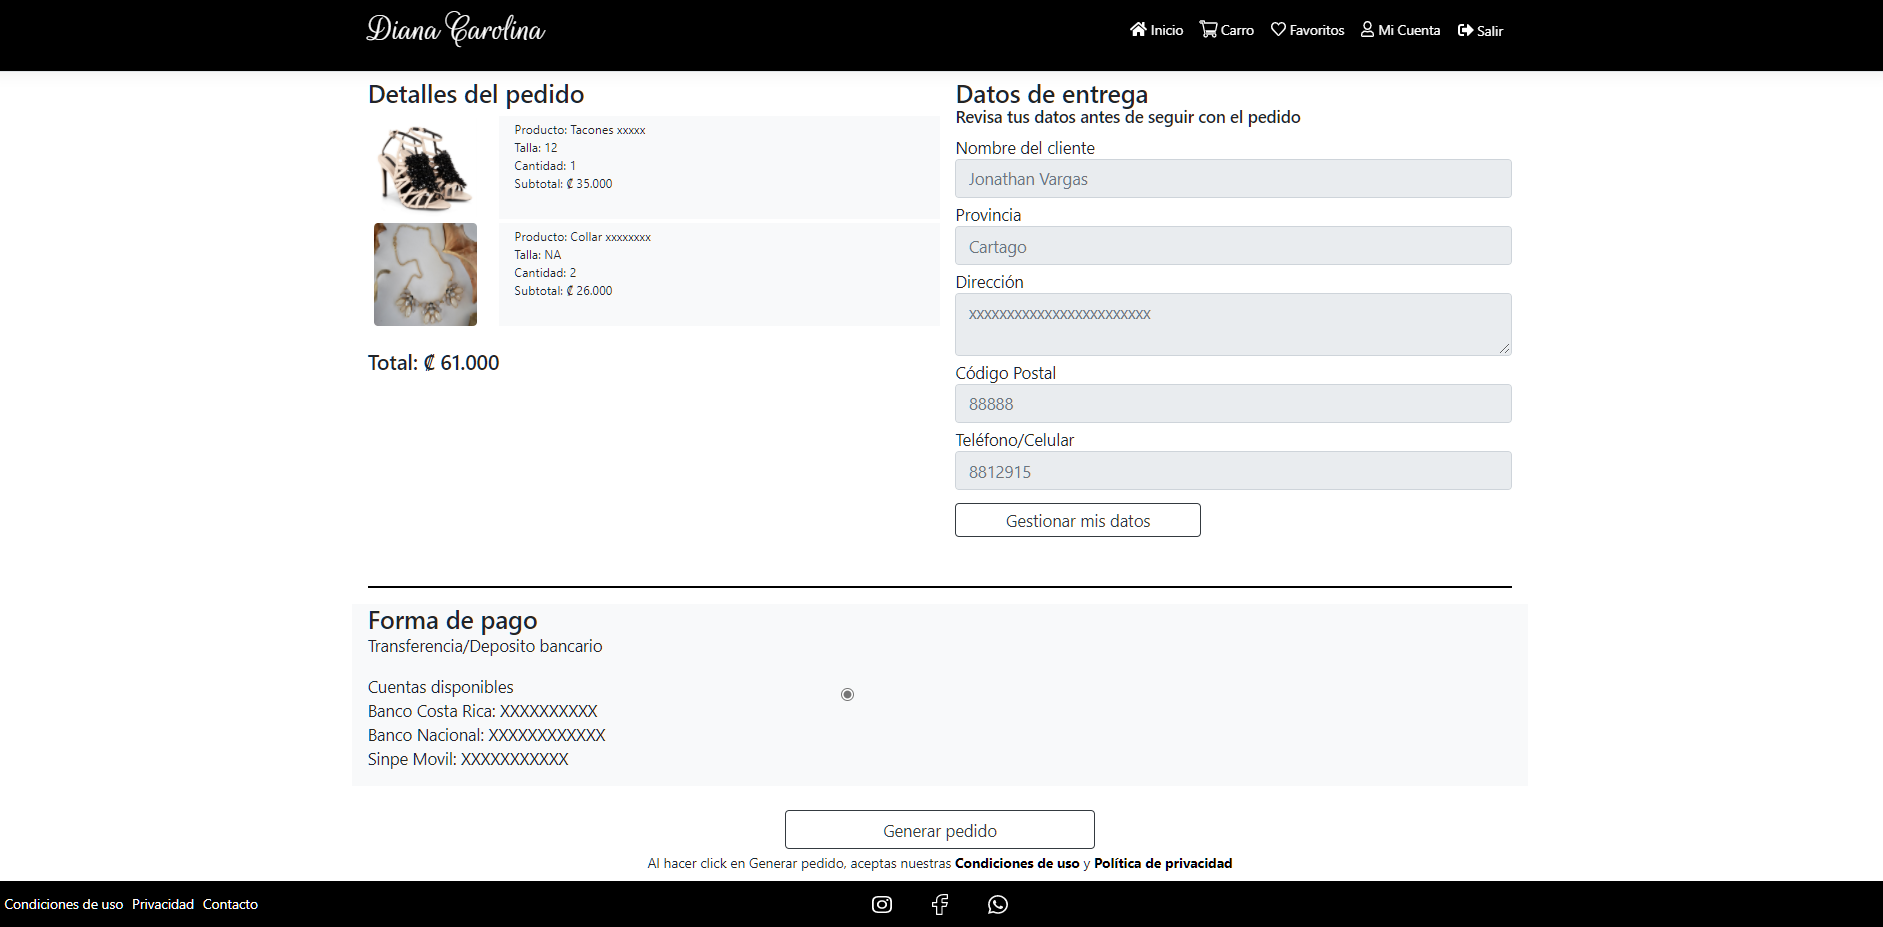 Diana Carolina
Inicio Carro Favoritos Mi Cuenta Salir
Detalles del pedido
Producto: Tacones xxxxx
Talla: 12
Cantidad: 1
Subtotal: ₡ 35.000
Producto: Collar xxxxxxxx
Talla: NA
Cantidad: 2
Subtotal: ₡ 26.000
Total: ₡ 61.000
Datos de entrega
Revisa tus datos antes de seguir con el pedido
Nombre del cliente
Jonathan Vargas
Provincia
Cartago
Dirección
xxxxxxxxxxxxxxxxxxxxxxxx
Código Postal
88888
Teléfono/Celular
8812915
Gestionar mis datos
Forma de pago
Transferencia/Deposito bancario
Cuentas disponibles
Banco Costa Rica: XXXXXXXXXX
Banco Nacional: XXXXXXXXXXXX
Sinpe Movil: XXXXXXXXXXX
Generar pedido
Al hacer click en Generar pedido, aceptas nuestras Condiciones de uso y Política de privacidad
Condiciones de uso Privacidad Contacto